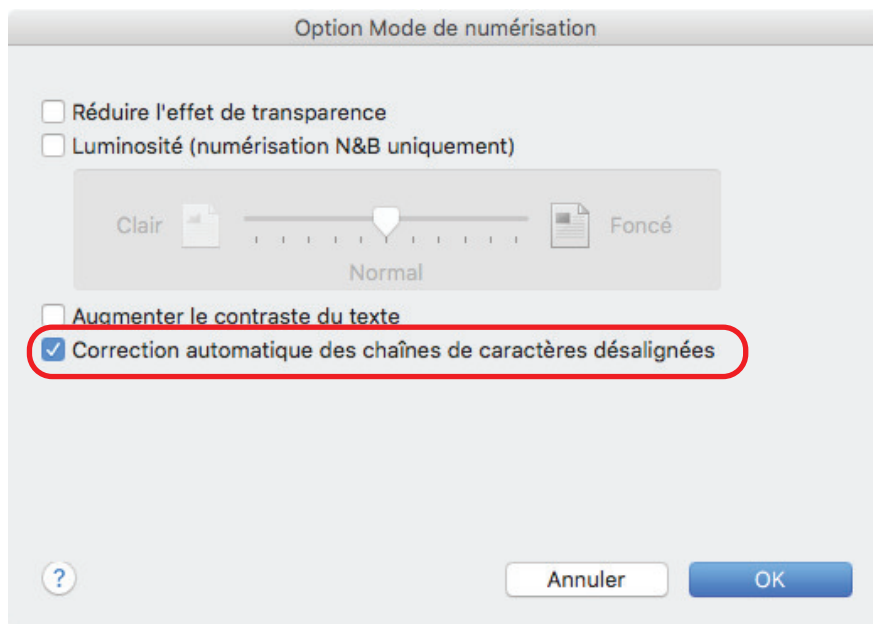 Option Mode de numérisation
Réduire l'effet de transparence
Luminosité (numérisation N&B uniquement)
Clair Foncé
Normal
Augmenter le contraste du texte
Correction automatique des chaînes de caractères désalignées
? Annuler OK